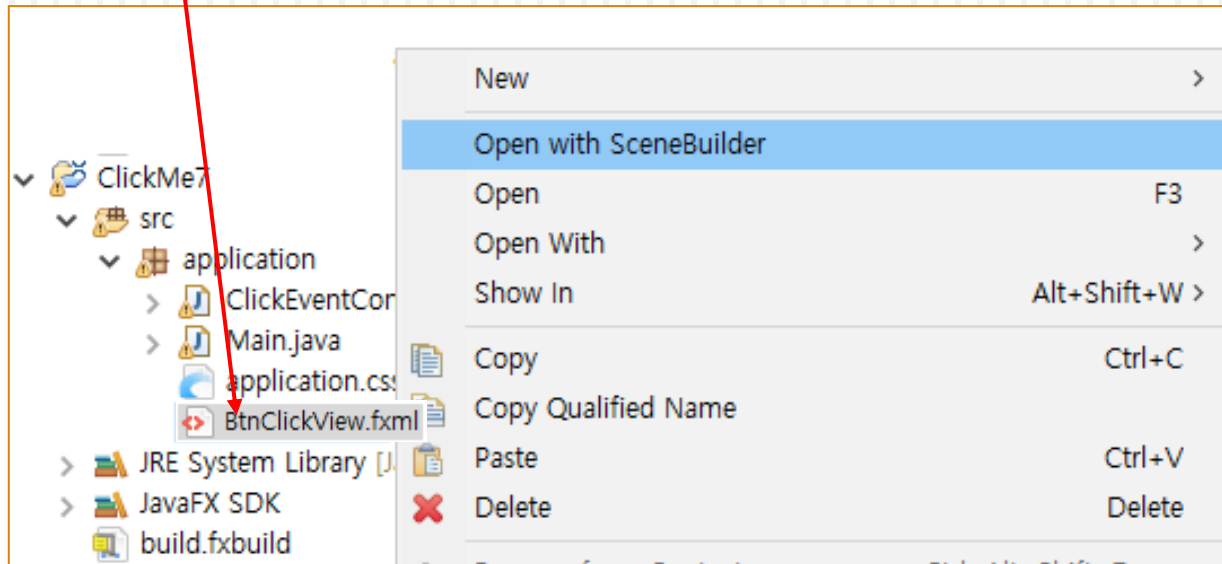 New
Open with SceneBuilder
Open F3
Open With
Show In Alt+Shift+W
Copy Ctrl+C
Copy Qualified Name
Paste Ctrl+V
Delete Delete
ClickMe7
src
application
ClickEventCon
Main.java
application.css
BtnClickView.fxml
JRE System Library [J
JavaFX SDK
build.fxbuild